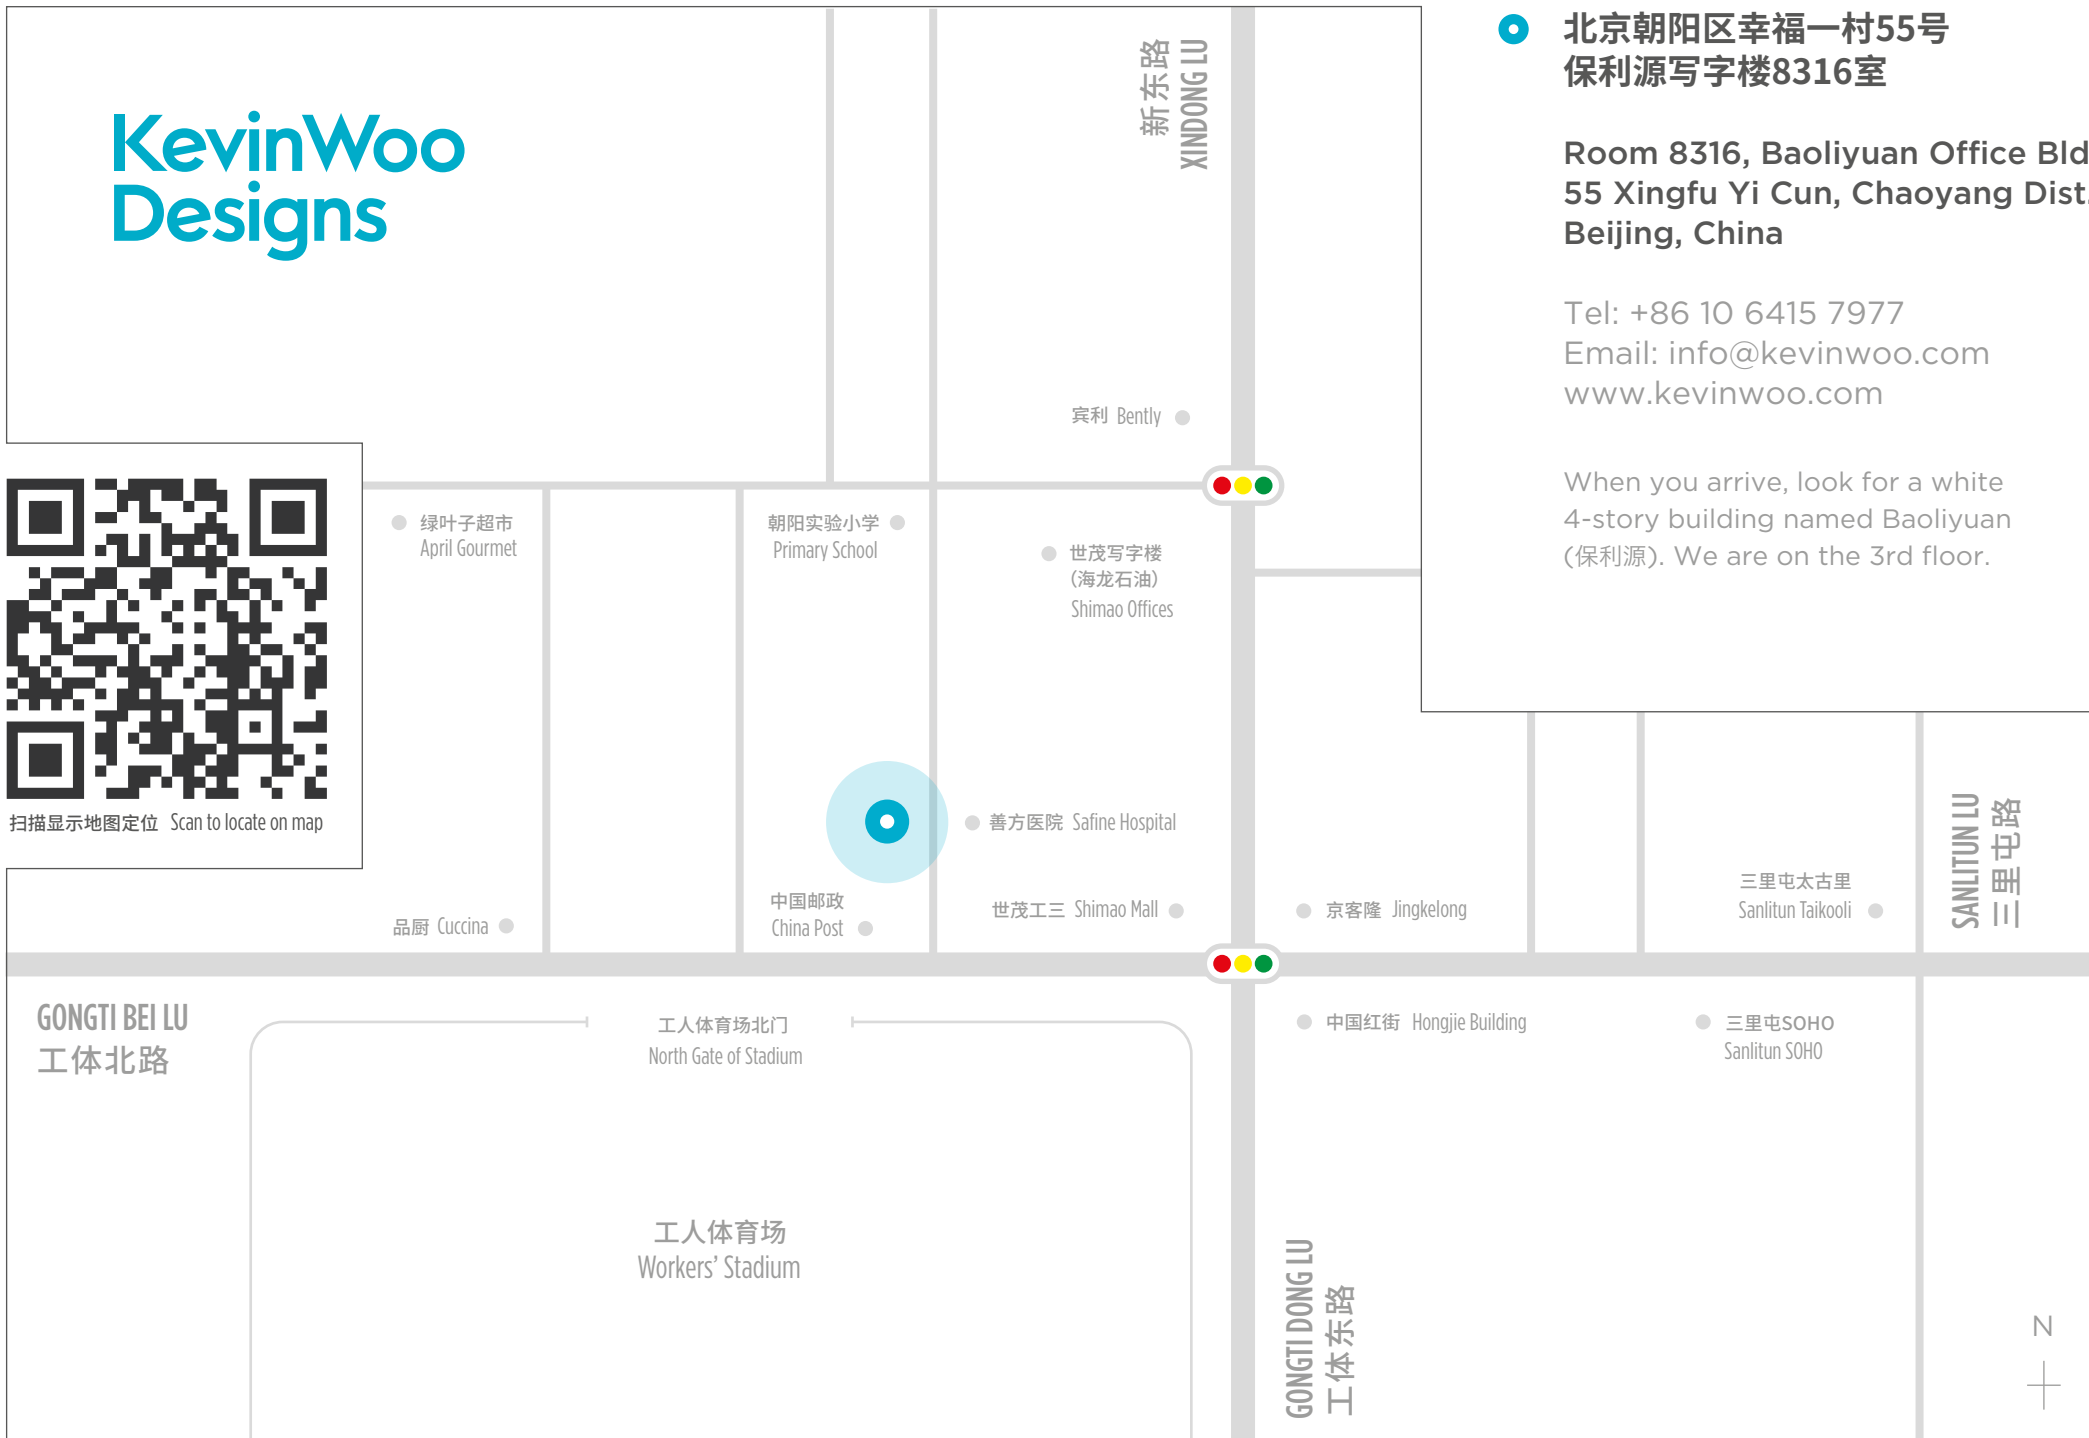 KevinWoo
Designs
新东路
XINDONG LU
北京朝阳区幸福一村55号
保利源写字楼8316室
Room 8316, Baoliyuan Office Bld
55 Xingfu Yi Cun, Chaoyang Dist.
Beijing, China
Tel: +86 10 6415 7977
Email: info@kevinwoo.com
www.kevinwoo.com
When you arrive, look for a white
4-story building named Baoliyuan
(保利源). We are on the 3rd floor.
宾利 Bently
绿叶子超市
April Gourmet
朝阳实验小学
Primary School
世茂写字楼
(海龙石油)
Shimao Offices
扫描显示地图定位 Scan to locate on map
善方医院 Safine Hospital
中国邮政
China Post
世茂工三 Shimao Mall
品厨 Cuccina
京客隆 Jingkelong
三里屯太古里
Sanlitun Taikooli
SANLITUN LU
三里屯路
GONGTI BEI LU
工体北路
工人体育场北门
North Gate of Stadium
中国红街 Hongjie Building
三里屯SOHO
Sanlitun SOHO
工人体育场
Workers' Stadium
GONGTI DONG LU
工体东路
N